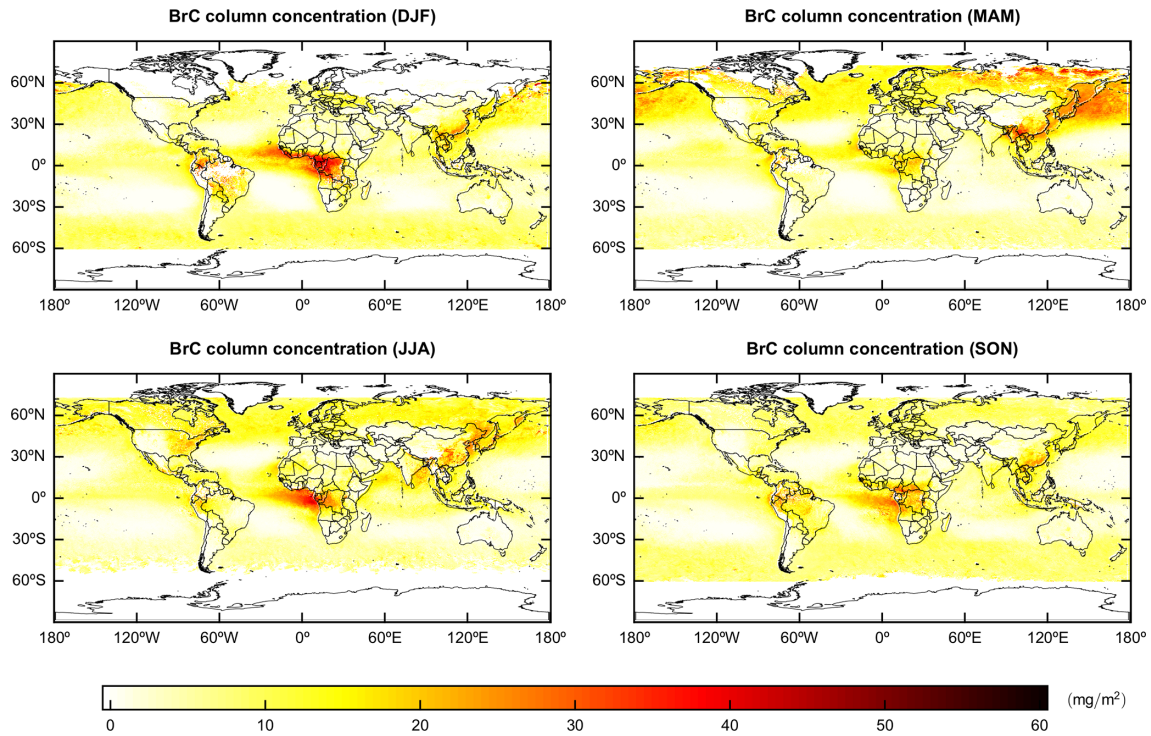 BrC column concentration (DJF)
BrC column concentration (MAM)
60ºN
30ºN
0º
30ºS
60ºS
180º 120ºW 60ºW 0º 60ºE 120ºE 180º
60ºN
30ºN
0º
30ºS
60ºS
180º 120ºW 60ºW 0º 60ºE 120ºE 180º
BrC column concentration (JJA)
BrC column concentration (SON)
60ºN
30ºN
0º
30ºS
60ºS
180º 120ºW 60ºW 0º 60ºE 120ºE 180º
60ºN
30ºN
0º
30ºS
60ºS
180º 120ºW 60ºW 0º 60ºE 120ºE 180º
0 10 20 30 40 50 60 (mg/m²)